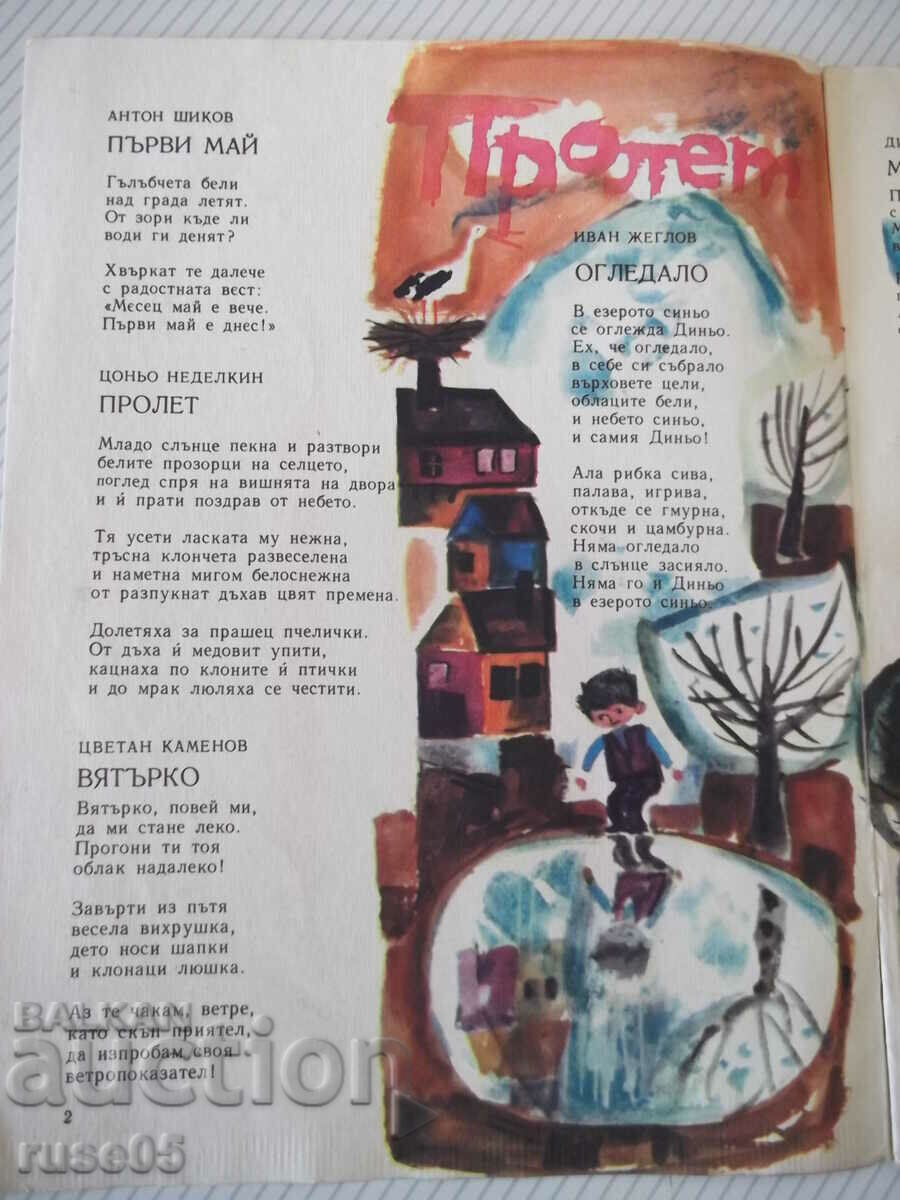 АНТОН ШИКОВ
ПЪРВИ МАЙ
Гълъбчета бели
над града летят.
От зори къде ли
води ги денят?
Хвъркат те далече
с радостната вест:
«Месец май е вече.
Първи май е днес!»
ЦОНЬО НЕДЕЛКИН
ПРОЛЕТ
Младо слънце пекна и разтвори
белите прозорци на селцето,
поглед спря на вишнята на двора
и ѝ прати поздрав от небето.
Тя усети ласката му нежна,
тръсна клончета развеселена
и наметна мигом белоснежна
от разпукнат дъхав цвят премена.
Долетяха за прашец пчелички.
От дъха ѝ медовит упити,
кацнаха по клоните ѝ птички
и до мрак люляха се честити.
ЦВЕТАН КАМЕНОВ
ВЯТЪРКО
Вятърко, повей ми,
да ми стане леко.
Прогони ти тоя
облак надалеко!
Завърти из пътя
весела вихрушка,
дето носи шапки
и клонаци люшка.
Аз те чакам, ветре,
като скъп приятел,
да изпробам своя
ветропоказател!
2
Пролет
ИВАН ЖЕГЛОВ
ОГЛЕДАЛО
В езерото синьо
се оглежда Диньо.
Ех, че огледало,
в себе си събрало
върховете цели,
облаците бели,
и небето синьо,
и самия Диньо!
Ала рибка сива,
палава, игрива,
откъде се гмурна,
скочи и цамбурна.
Няма огледало
в слънце засияло.
Няма го и Диньо
в езерото синьо.
BALKAN
auction
ruse05